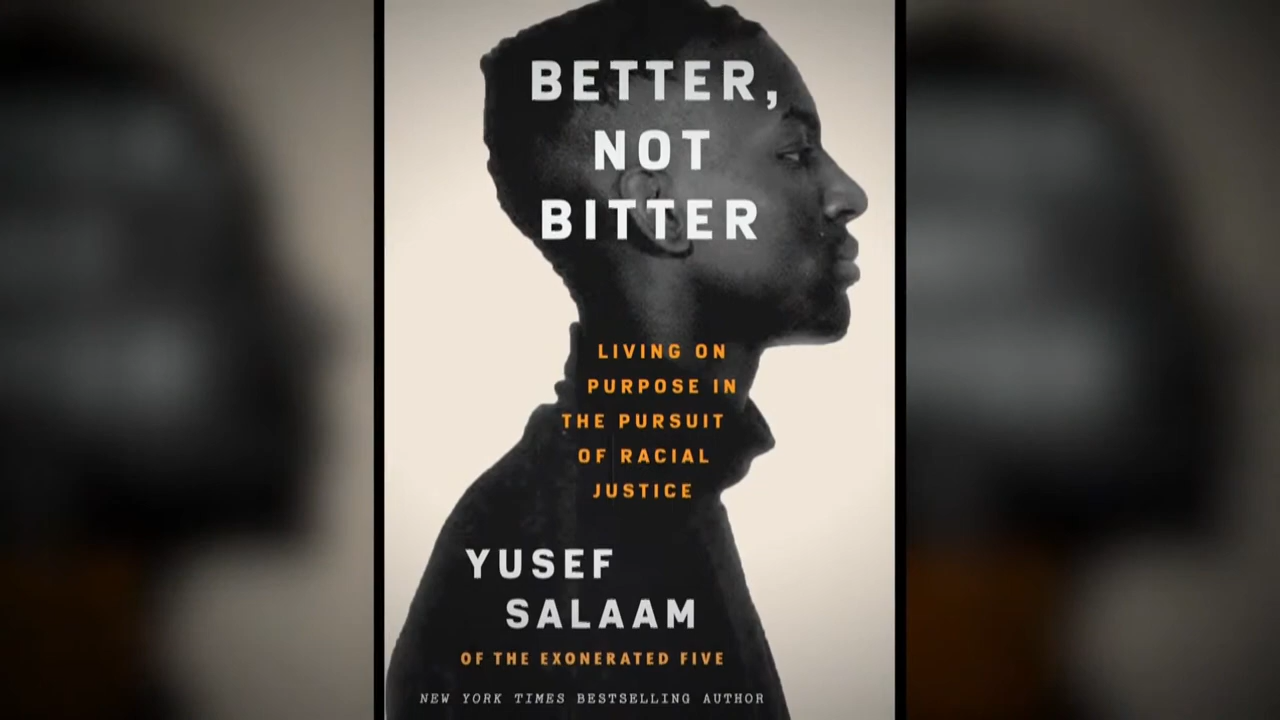 BETTER,
NOT
BITTER
LIVING ON
PURPOSE IN
THE PURSUIT
OF RACIAL
JUSTICE
YUSEF
SALAAM
OF THE EXONERATED FIVE
NEW YORK TIMES BESTSELLING AUTHOR